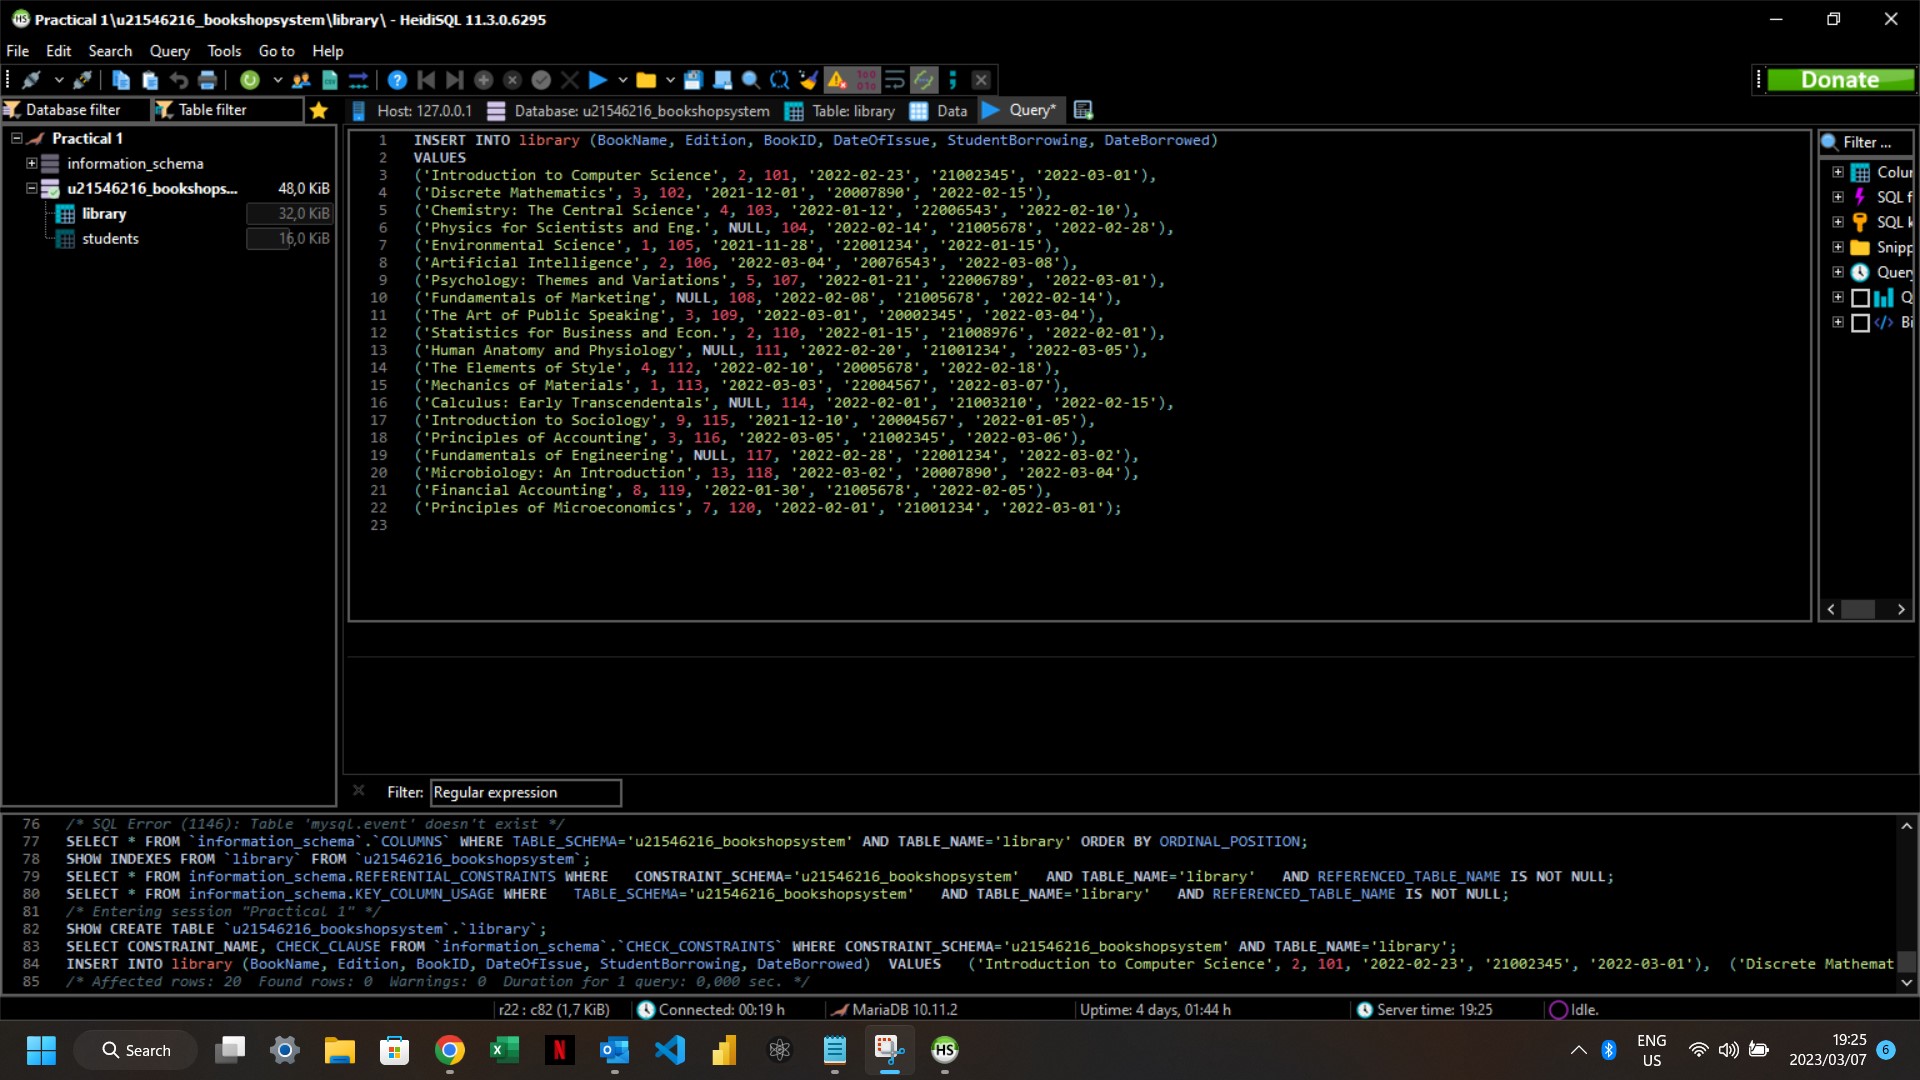 HS Practical 1\u21546216_bookshopsystem\library\ - HeidiSQL 11.3.0.6295
File Edit Search Query Tools Go to Help
Donate
Database filter Table filter Host: 127.0.0.1 Database: u21546216_bookshopsystem Table: library Data Query*
Practical 1
information_schema
u21546216_bookshops... 48,0 KiB
library 32,0 KiB
students 16,0 KiB
1 INSERT INTO library (BookName, Edition, BookID, DateOfIssue, StudentBorrowing, DateBorrowed)
2 VALUES
3 ('Introduction to Computer Science', 2, 101, '2022-02-23', '21002345', '2022-03-01'),
4 ('Discrete Mathematics', 3, 102, '2021-12-01', '20007890', '2022-02-15'),
5 ('Chemistry: The Central Science', 4, 103, '2022-01-12', '22006543', '2022-02-10'),
6 ('Physics for Scientists and Eng.', NULL, 104, '2022-02-14', '21005678', '2022-02-28'),
7 ('Environmental Science', 1, 105, '2021-11-28', '22001234', '2022-01-15'),
8 ('Artificial Intelligence', 2, 106, '2022-03-04', '20076543', '2022-03-08'),
9 ('Psychology: Themes and Variations', 5, 107, '2022-01-21', '22006789', '2022-03-01'),
10 ('Fundamentals of Marketing', NULL, 108, '2022-02-08', '21005678', '2022-02-14'),
11 ('The Art of Public Speaking', 3, 109, '2022-03-01', '20002345', '2022-03-04'),
12 ('Statistics for Business and Econ.', 2, 110, '2022-01-15', '21008976', '2022-02-01'),
13 ('Human Anatomy and Physiology', NULL, 111, '2022-02-20', '21001234', '2022-03-05'),
14 ('The Elements of Style', 4, 112, '2022-02-10', '20005678', '2022-02-18'),
15 ('Mechanics of Materials', 1, 113, '2022-03-03', '22004567', '2022-03-07'),
16 ('Calculus: Early Transcendentals', NULL, 114, '2022-02-01', '21003210', '2022-02-15'),
17 ('Introduction to Sociology', 9, 115, '2021-12-10', '20004567', '2022-01-05'),
18 ('Principles of Accounting', 3, 116, '2022-03-05', '21002345', '2022-03-06'),
19 ('Fundamentals of Engineering', NULL, 117, '2022-02-28', '22001234', '2022-03-02'),
20 ('Microbiology: An Introduction', 13, 118, '2022-03-02', '20007890', '2022-03-04'),
21 ('Financial Accounting', 8, 119, '2022-01-30', '21005678', '2022-02-05'),
22 ('Principles of Microeconomics', 7, 120, '2022-02-01', '21001234', '2022-03-01');
23
Filter ...
Colur
SQL f
SQL k
Snipp
Query
Q
Bi
Filter: Regular expression
76 /* SQL Error (1146): Table 'mysql.event' doesn't exist */
77 SELECT * FROM `information_schema`.`COLUMNS` WHERE TABLE_SCHEMA='u21546216_bookshopsystem' AND TABLE_NAME='library' ORDER BY ORDINAL_POSITION;
78 SHOW INDEXES FROM `library` FROM `u21546216_bookshopsystem`;
79 SELECT * FROM information_schema.REFERENTIAL_CONSTRAINTS WHERE   CONSTRAINT_SCHEMA='u21546216_bookshopsystem'   AND TABLE_NAME='library'   AND REFERENCED_TABLE_NAME IS NOT NULL;
80 SELECT * FROM information_schema.KEY_COLUMN_USAGE WHERE   TABLE_SCHEMA='u21546216_bookshopsystem'   AND TABLE_NAME='library'   AND REFERENCED_TABLE_NAME IS NOT NULL;
81 /* Entering session "Practical 1" */
82 SHOW CREATE TABLE `u21546216_bookshopsystem`.`library`;
83 SELECT CONSTRAINT_NAME, CHECK_CLAUSE FROM `information_schema`.`CHECK_CONSTRAINTS` WHERE CONSTRAINT_SCHEMA='u21546216_bookshopsystem' AND TABLE_NAME='library';
84 INSERT INTO library (BookName, Edition, BookID, DateOfIssue, StudentBorrowing, DateBorrowed)  VALUES   ('Introduction to Computer Science', 2, 101, '2022-02-23', '21002345', '2022-03-01'),  ('Discrete Mathemat
85 /* Affected rows: 20  Found rows: 0  Warnings: 0  Duration for 1 query: 0,000 sec. */
r22 : c82 (1,7 KiB) Connected: 00:19 h MariaDB 10.11.2 Uptime: 4 days, 01:44 h Server time: 19:25 Idle.
Search N HS ENG
US
19:25
2023/03/07 6